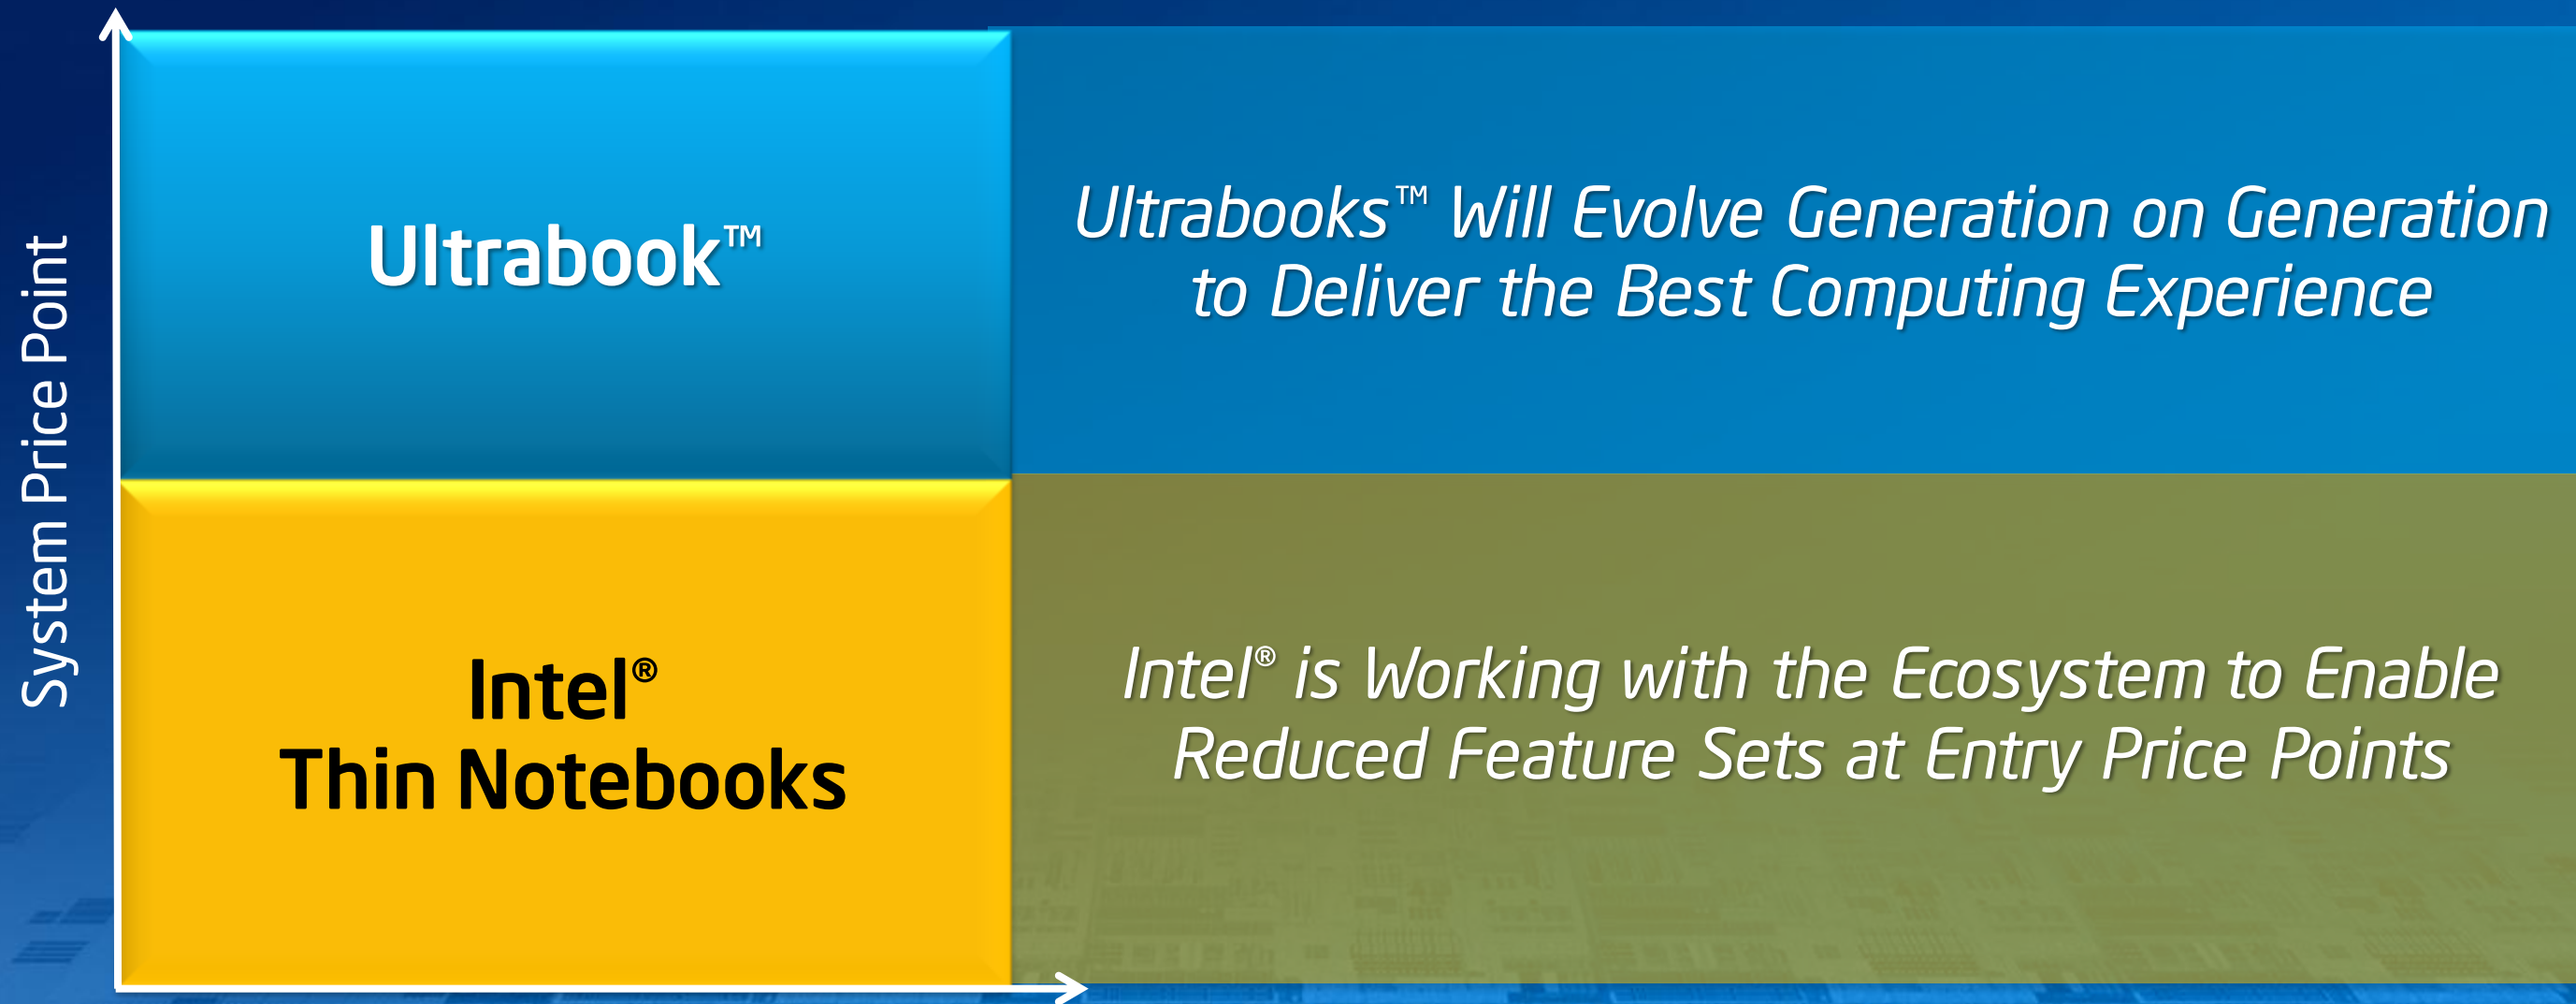 System Price Point
Ultrabook™
Ultrabooks™ Will Evolve Generation on Generation
to Deliver the Best Computing Experience
Intel®
Thin Notebooks
Intel® is Working with the Ecosystem to Enable
Reduced Feature Sets at Entry Price Points